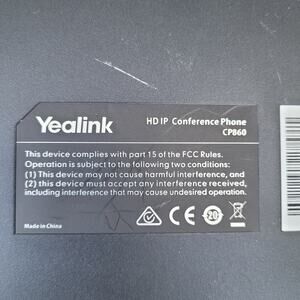 Yealink
HD IP Conference Phone
CP860
This device complies with part 15 of the FCC Rules.
Operation is subject to the following two conditions:
(1) This device may not cause harmful interference, and
(2) this device must accept any interference received,
including interference that may cause undesired operation.
20
Made in China